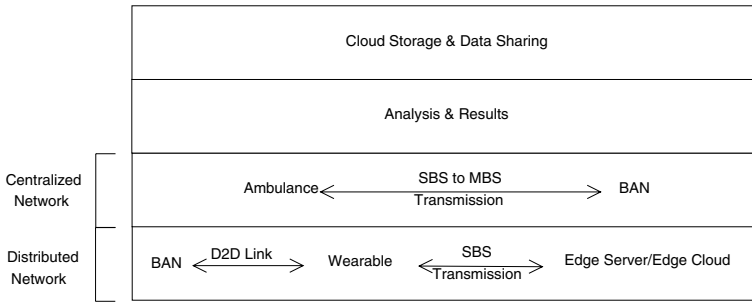 Cloud Storage & Data Sharing
Analysis & Results
Centralized
Network
Ambulance
SBS to MBS
Transmission
BAN
Distributed
Network
BAN
D2D Link
Wearable
SBS
Transmission
Edge Server/Edge Cloud